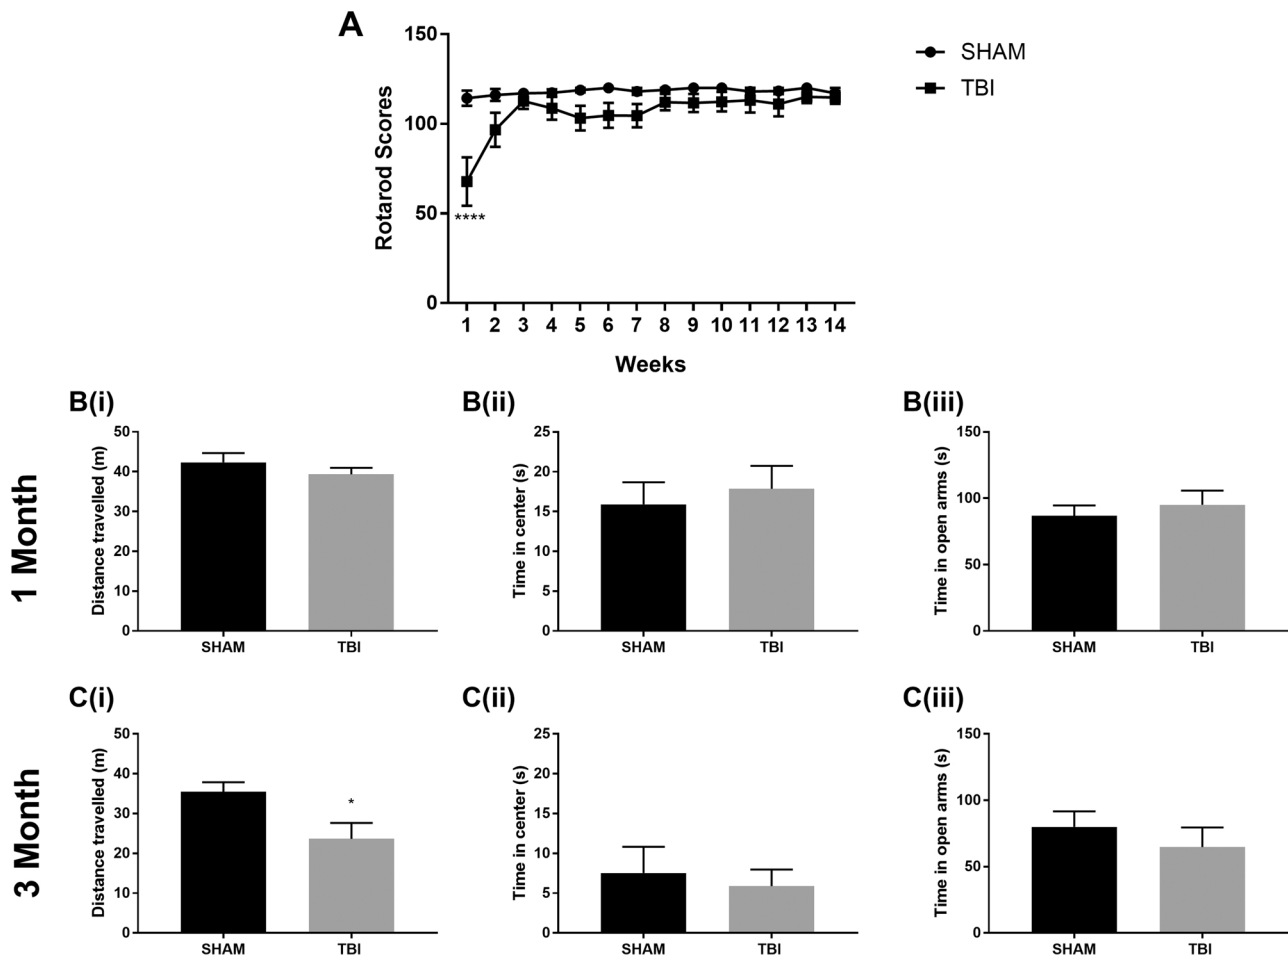 A
SHAM
TBI
Rotarod Scores
150
100
50
0
****
1 2 3 4 5 6 7 8 9 10 11 12 13 14
Weeks
1 Month
B(i)
Distance travelled (m)
50
40
30
20
10
0
SHAM TBI
B(ii)
Time in center (s)
25
20
15
10
5
0
SHAM TBI
B(iii)
Time in open arms (s)
150
100
50
0
SHAM TBI
3 Month
C(i)
Distance travelled (m)
50
40
30
20
10
0
*
SHAM TBI
C(ii)
Time in center (s)
25
20
15
10
5
0
SHAM TBI
C(iii)
Time in open arms (s)
150
100
50
0
SHAM TBI